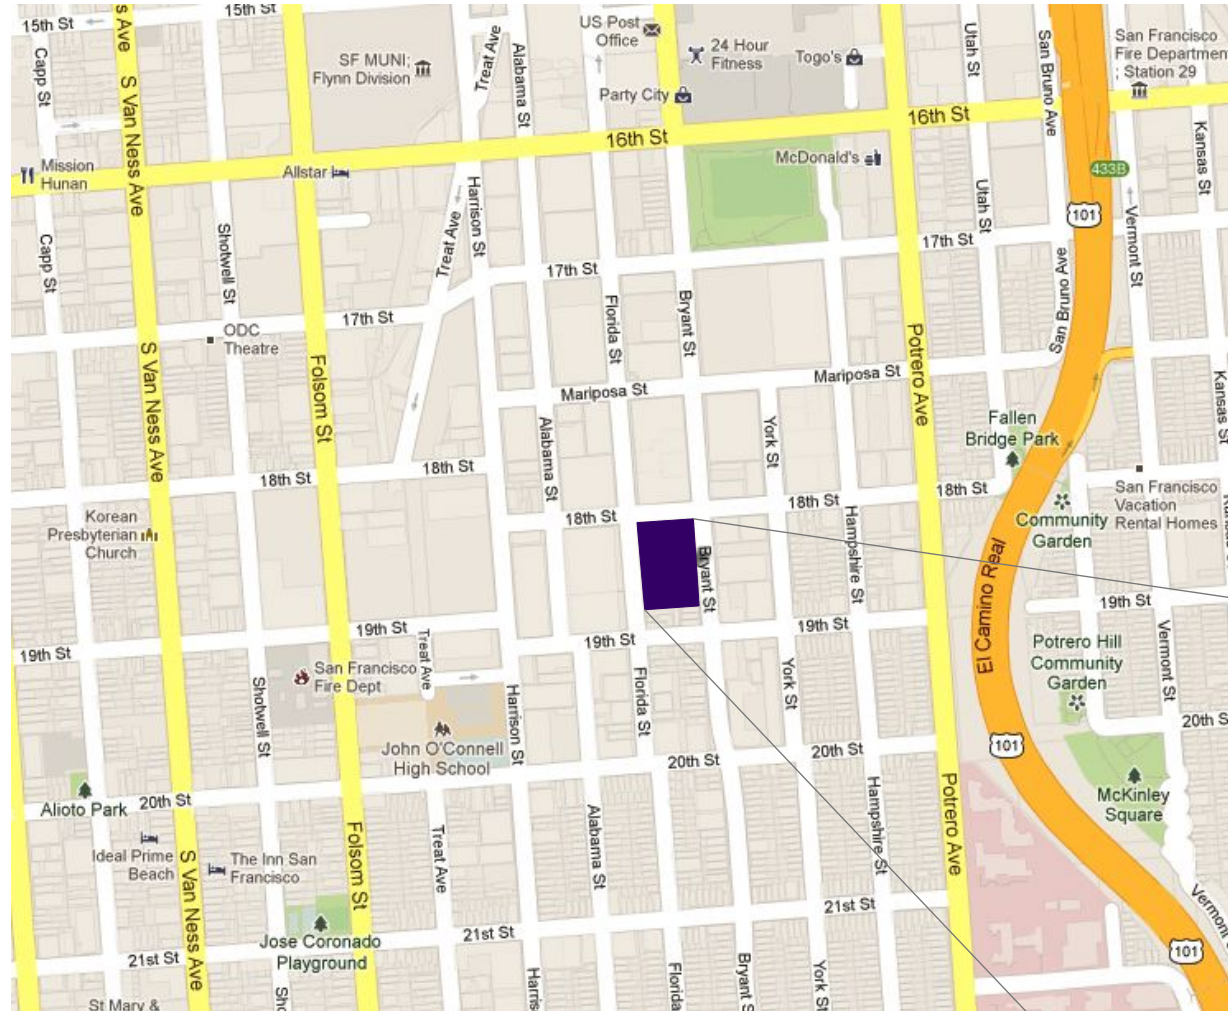 15th St
s Ave
15th St
US Post
Office
24 Hour
Fitness
Togo's
Utah St
San Bruno Ave
San Francisco
Fire Departmen
; Station 29
Capp St
S Van Ness Ave
SF MUNI;
Flynn Division
Treat Ave
Alabama St
Party City
16th St
16th St
Kansas St
Mission
Hunan
Allstar
Harrison St
McDonald's
Utah St
433B
101
Vermont St
Capp St
Shotwell St
Treat Ave
17th St
17th St
San Bruno Ave
17th St
ODC
Theatre
Florida St
Bryant St
Potrero Ave
S Van Ness Ave
Folsom St
Mariposa St
Mariposa St
Kansas St
Alabama St
York St
Fallen
Bridge Park
18th St
18th St
18th St
18th St
18th St
San Francisco
Vacation
Rental Homes
Korean
Presbyterian
Church
Hampshire St
Community
Garden
Bryant St
El Camino Real
19th St
19th St
19th St
19th St
19th St
Treat Ave
Vermont St
San Francisco
Fire Dept
Potrero Hill
Community
Garden
Shotwell St
Harrison St
Florida St
York St
20th S
John O'Connell
High School
101
20th St
20th St
Alioto Park
20th St
Alabama St
Hampshire St
Potrero Ave
McKinley
Square
Ideal Prime
Beach
S Van Ness Ave
The Inn San
Francisco
Folsom St
Treat Ave
21st St
Vermont
Jose Coronado
Playground
21st St
21st St
101
Sho
Harris
Florida
Bryant S
York St
St Mary &